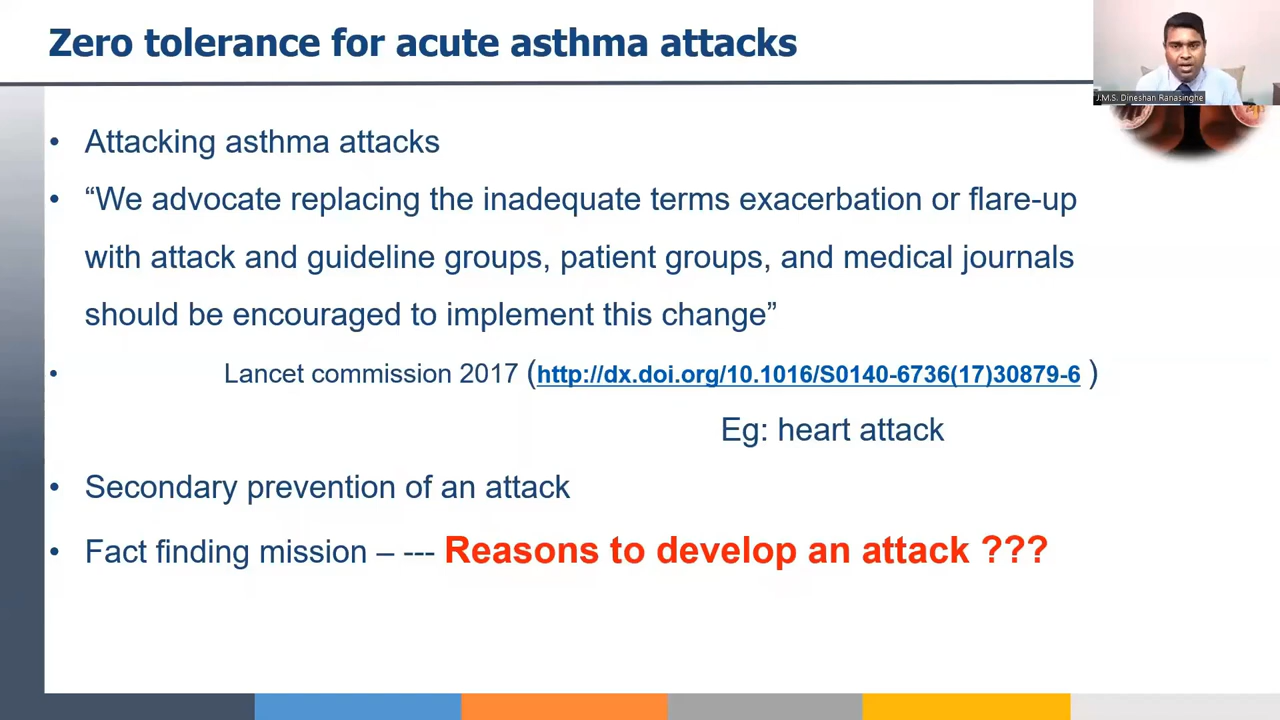 Zero tolerance for acute asthma attacks
J.M.S. Dineshan Ranasinghe
• Attacking asthma attacks
• “We advocate replacing the inadequate terms exacerbation or flare-up
with attack and guideline groups, patient groups, and medical journals
should be encouraged to implement this change”
• Lancet commission 2017 (http://dx.doi.org/10.1016/S0140-6736(17)30879-6 )
Eg: heart attack
• Secondary prevention of an attack
• Fact finding mission – --- Reasons to develop an attack ???